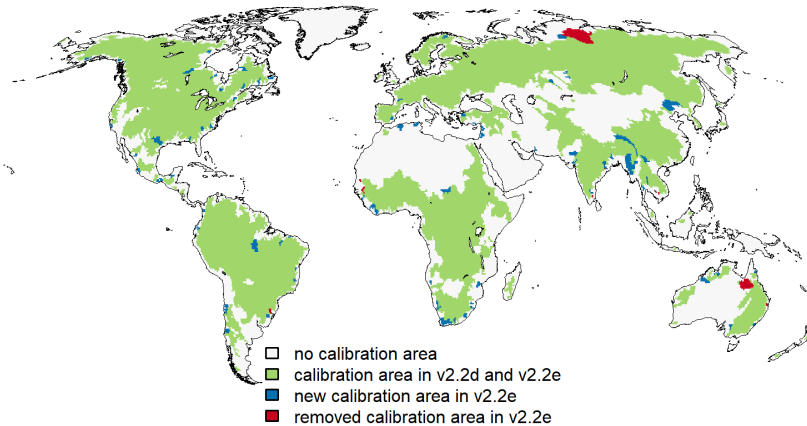 no calibration area
calibration area in v2.2d and v2.2e
new calibration area in v2.2e
removed calibration area in v2.2e